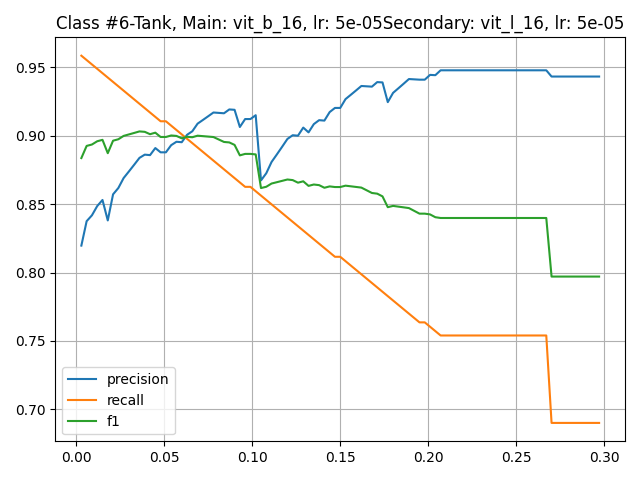 Class #6-Tank, Main: vit_b_16, lr: 5e-05Secondary: vit_l_16, lr: 5e-05
0.95
0.90
0.85
0.80
0.75
0.70
precision
recall
f1
0.00 0.05 0.10 0.15 0.20 0.25 0.30